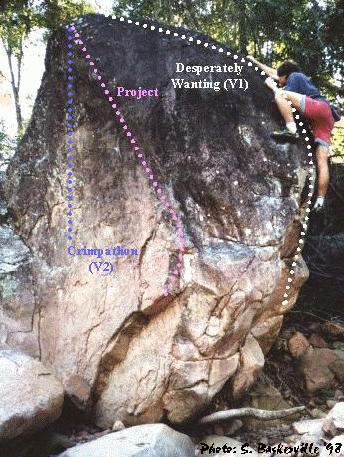 Desperately
Wanting (V1)
Project
Crimpathon
(V2)
Photo: S. Baskerville '98